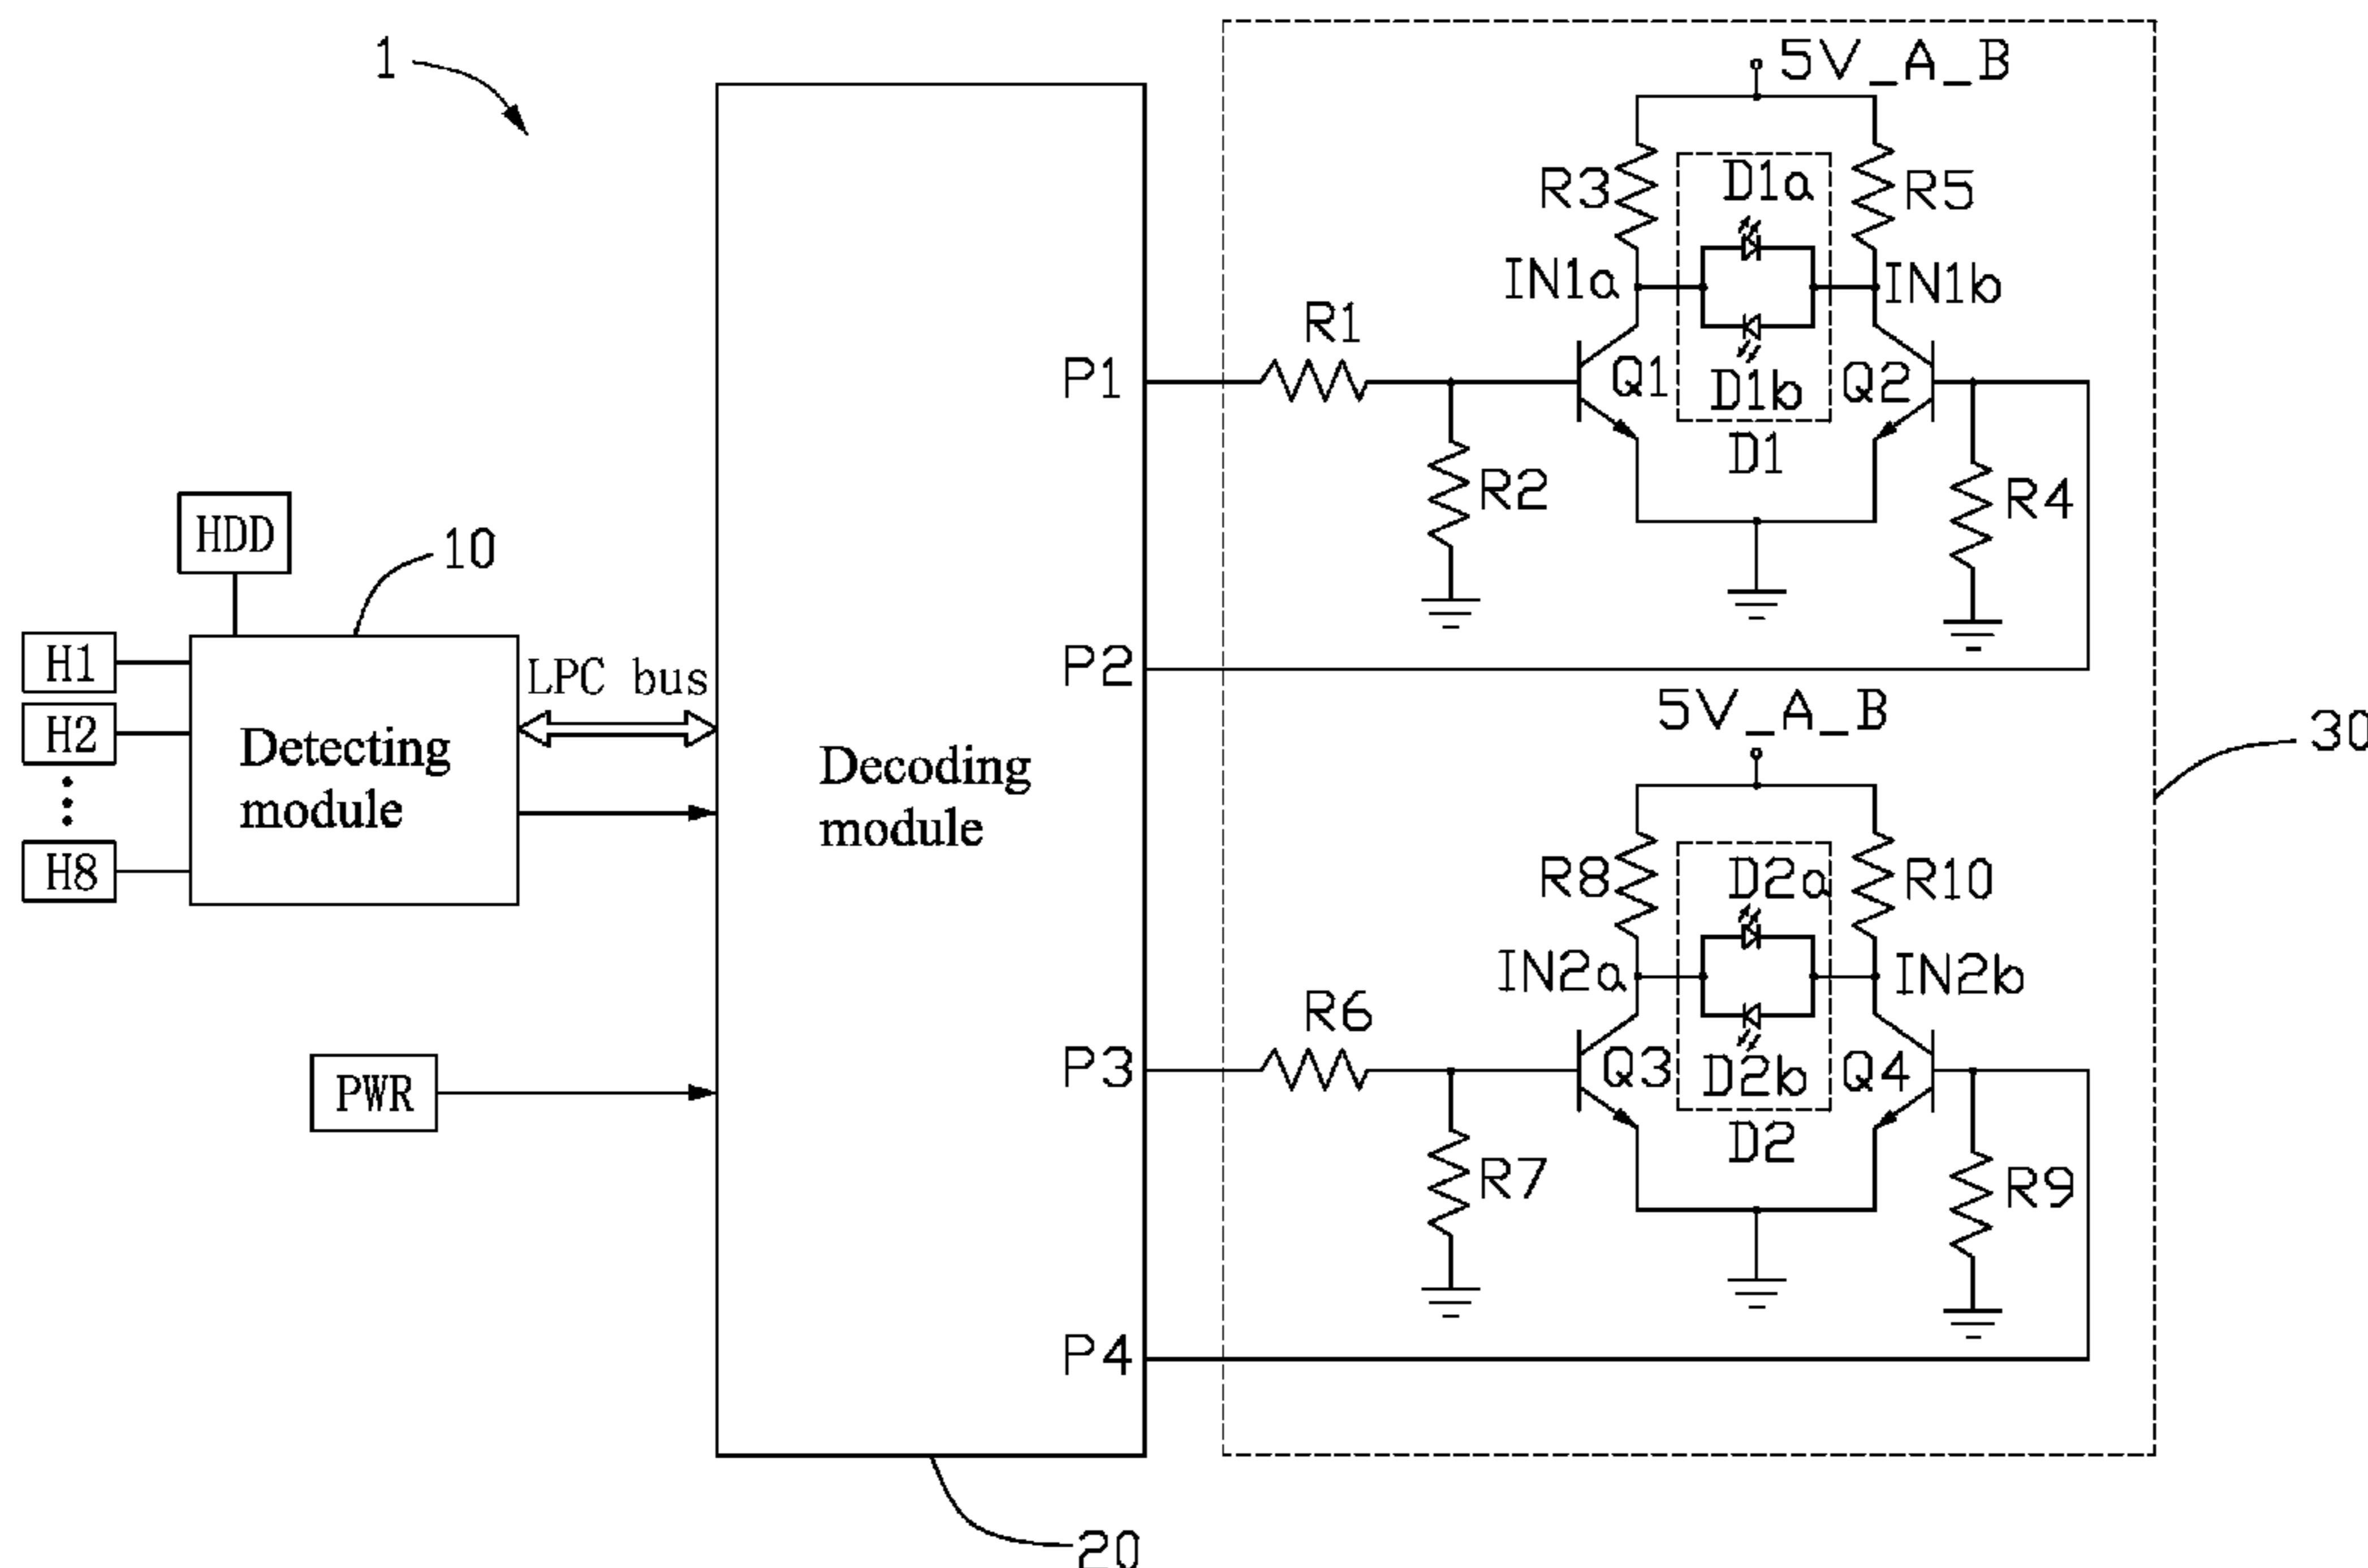 1
5V_A_B
R3
D1a
R5
IN1a
IN1b
R1
P1
Q1
D1b
Q2
D1
R2
R4
HDD
10
H1
LPC bus
P2
H2
Detecting
module
Decoding
module
H8
5V_A_B
30
R8
D2a
R10
IN2a
IN2b
R6
P3
Q3
D2b
Q4
PWR
D2
R7
R9
P4
20